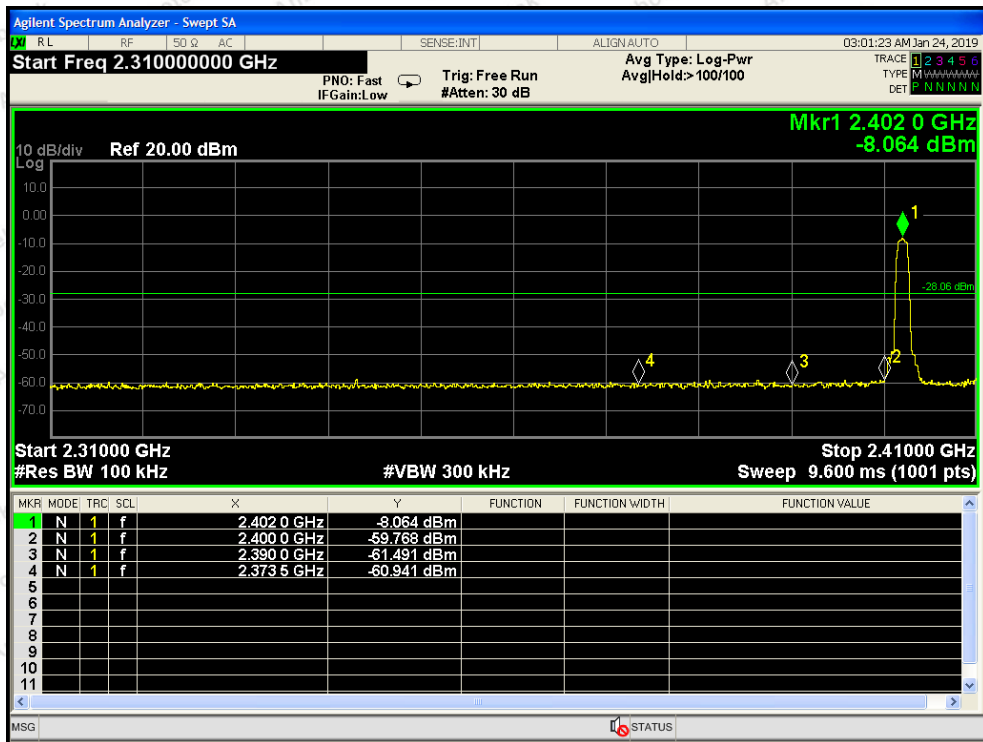 Agilent Spectrum Analyzer - Swept SA
LXI RL RF 50 Ω AC SENSE:INT ALIGNAUTO 03:01:23 AM Jan 24, 2019
Start Freq 2.310000000 GHz
PNO: Fast
IFGain:Low
Trig: Free Run
#Atten: 30 dB
Avg Type: Log-Pwr
Avg|Hold:>100/100
TRACE 1 2 3 4 5 6
TYPE M WWWWW
DET P N N N N N
Mkr1 2.402 0 GHz
-8.064 dBm
10 dB/div Ref 20.00 dBm
Log
10.0
0.00
-10.0
-20.0
-30.0
-40.0
-50.0
-60.0
-70.0
1
-28.06 dBm
4
3
2
Start 2.31000 GHz Stop 2.41000 GHz
#Res BW 100 kHz #VBW 300 kHz Sweep 9.600 ms (1001 pts)
MKR MODE TRC SCL X Y FUNCTION FUNCTION WIDTH FUNCTION VALUE
1 N 1 f 2.402 0 GHz -8.064 dBm
2 N 1 f 2.400 0 GHz -59.768 dBm
3 N 1 f 2.390 0 GHz -61.491 dBm
4 N 1 f 2.373 5 GHz -60.941 dBm
5
6
7
8
9
10
11
MSG STATUS